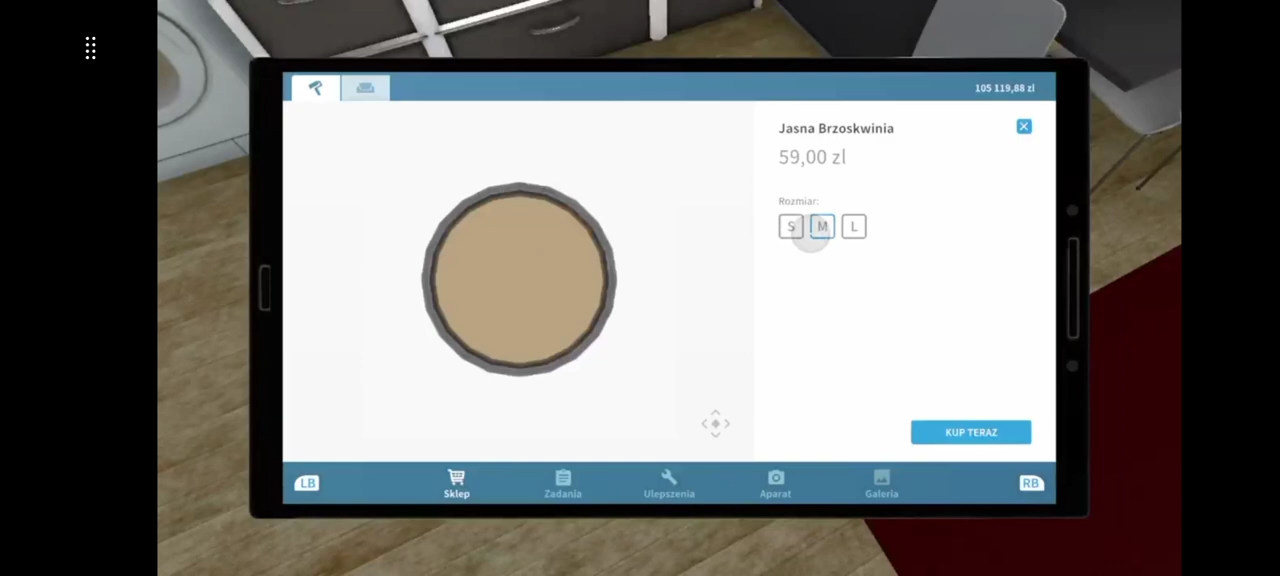 105 119,88 zl
Jasna Brzoskwinia
59,00 zl
Rozmiar:
S M L
KUP TERAZ
LB Sklep Zadania Ulepszenia Aparat Galeria RB